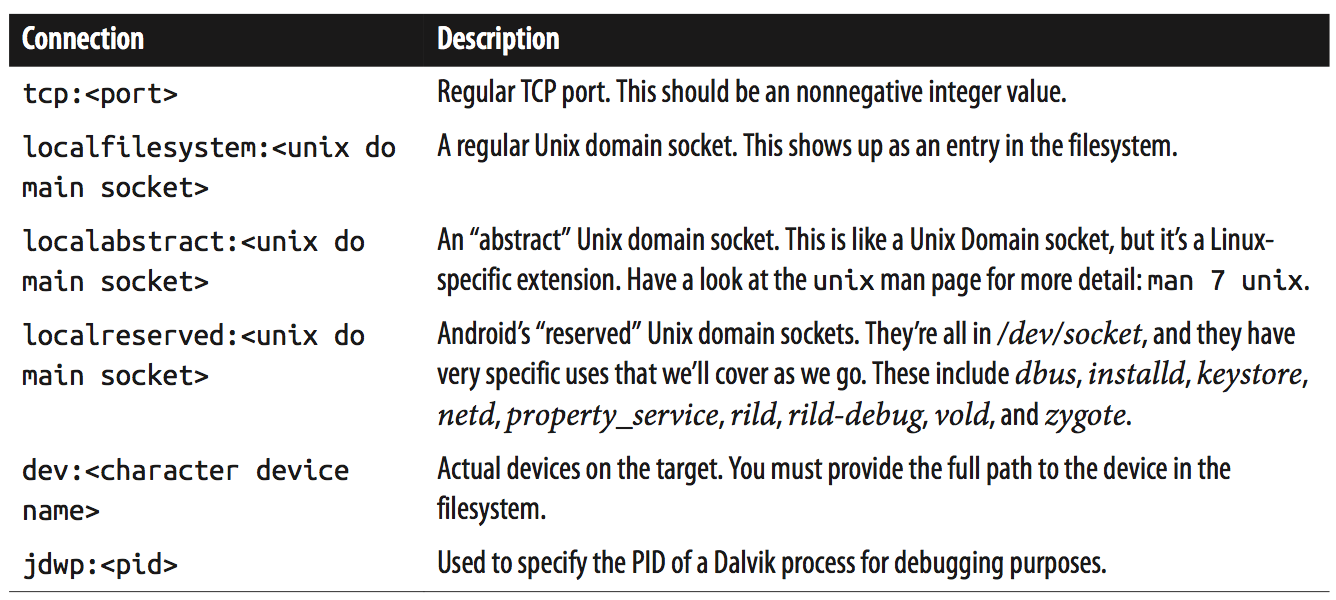 Connection Description
tcp:<port> Regular TCP port. This should be an nonnegative integer value.
localfilesystem:<unix do A regular Unix domain socket. This shows up as an entry in the filesystem.
main socket>
localabstract:<unix do An “abstract” Unix domain socket. This is like a Unix Domain socket, but it’s a Linux-
main socket> specific extension. Have a look at the unix man page for more detail: man 7 unix.
localreserved:<unix do Android’s “reserved” Unix domain sockets. They’re all in /dev/socket, and they have
main socket> very specific uses that we’ll cover as we go. These include dbus, installd, keystore,
netd, property_service, rild, rild-debug, vold, and zygote.
dev:<character device Actual devices on the target. You must provide the full path to the device in the
name> filesystem.
jdwp:<pid> Used to specify the PID of a Dalvik process for debugging purposes.